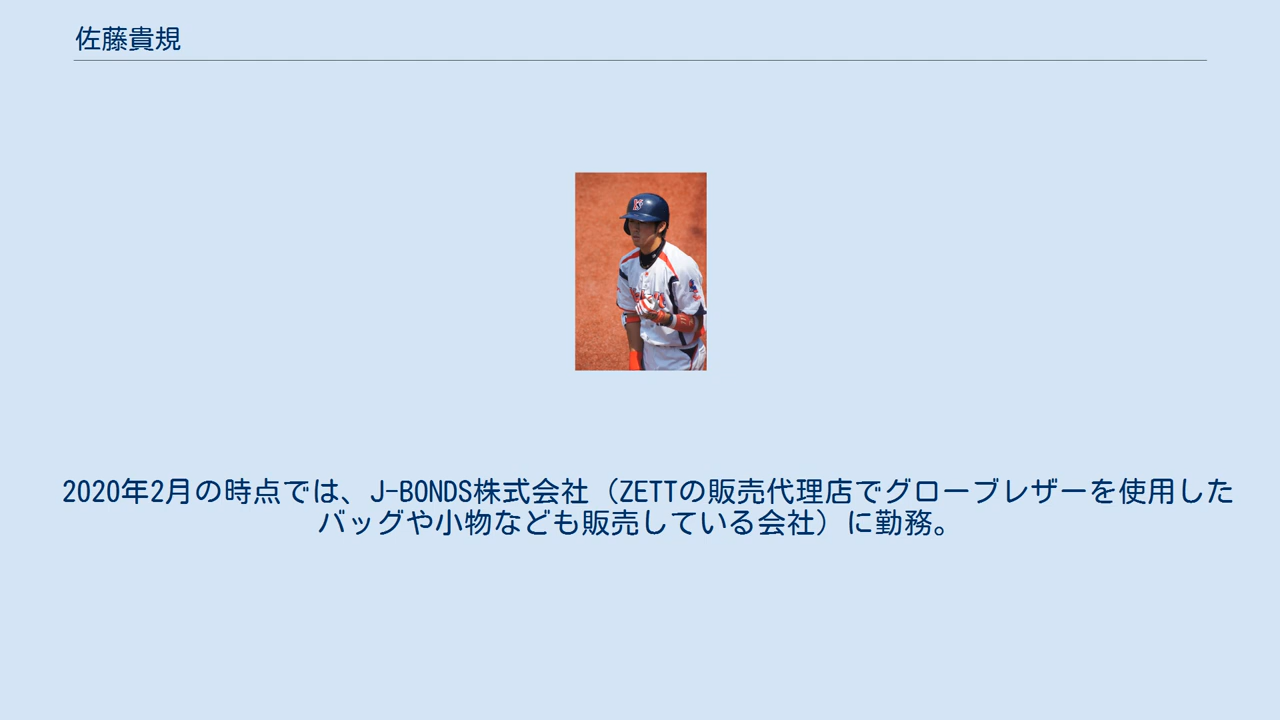 佐藤貴規
2020年2月の時点では、J-BONDS株式会社（ZETTの販売代理店でグローブレザーを使用した
バッグや小物なども販売している会社）に勤務。